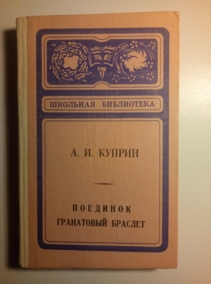 ШКОЛЬНАЯ БИБЛИОТЕКА
А. И. КУПРИН
ПОЕДИНОК
ГРАНАТОВЫЙ БРАСЛЕТ